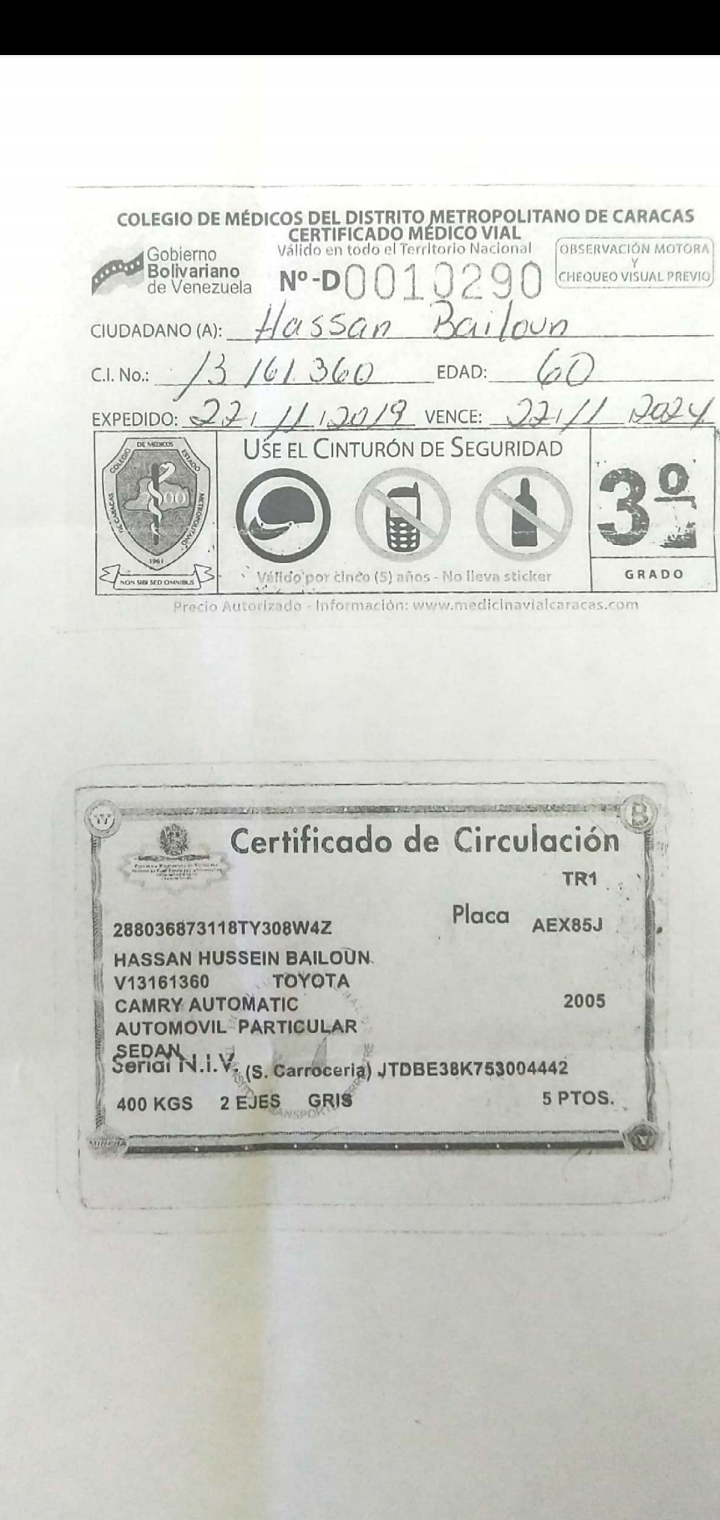 COLEGIO DE MÉDICOS DEL DISTRITO METROPOLITANO DE CARACAS
CERTIFICADO MÉDICO VIAL
Válido en todo el Territorio Nacional
Gobierno
Bolivariano
de Venezuela
Nº-D0010290
OBSERVACIÓN MOTORA
Y
CHEQUEO VISUAL PREVIO
CIUDADANO (A): Hassan Bailoun
C.I. No.: 13161360 EDAD: 60
EXPEDIDO: 22/11/2019 VENCE: 22/11/2024
DE MÉDICOS
COLEGIO
ESTADO
METROPOLITANO
DE CARACAS
1961
NON SIBI SED OMNIBUS
USE EL CINTURÓN DE SEGURIDAD
Válido por cinco (5) años - No lleva sticker
3º
GRADO
Precio Autorizado - Información: www.medicinavialcaracas.com
Certificado de Circulación
TR1
288036873118TY308W4Z Placa AEX85J
HASSAN HUSSEIN BAILOUN
V13161360 TOYOTA
CAMRY AUTOMATIC 2005
AUTOMOVIL PARTICULAR
SEDAN
Serial N.I.V. (S. Carroceria) JTDBE38K753004442
400 KGS 2 EJES GRIS 5 PTOS.